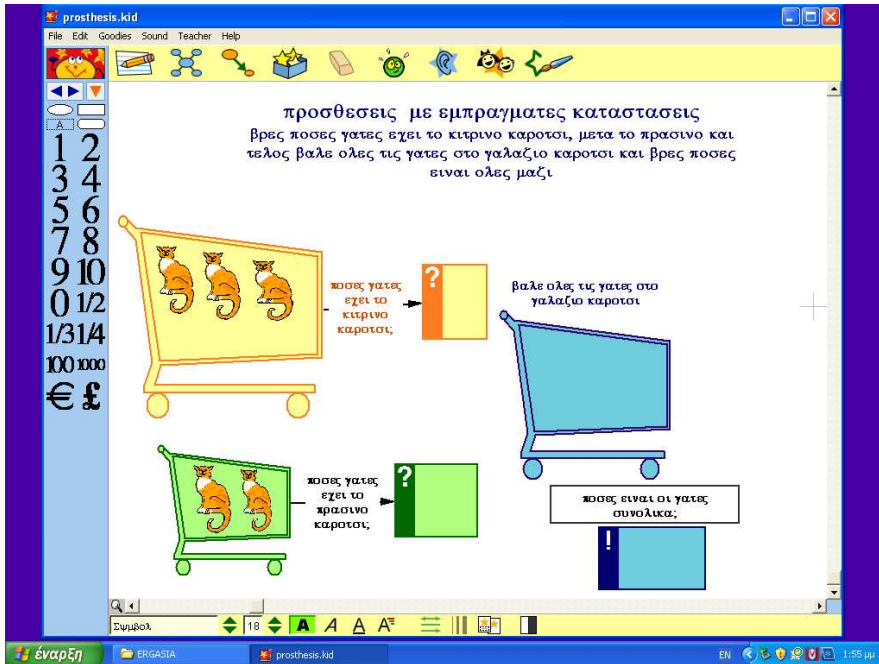 prosthesis.kid
File Edit Goodies Sound Teacher Help
προσθεσεις με εμπραγματες καταστασεις
βρες ποσες γατες εχει το κιτρινο καροτσι, μετα το πρασινο και
τελος βαλε ολες τις γατες στο γαλαζιο καροτσι και βρες ποσες
ειναι ολες μαζι
A
1 2
3 4
5 6
7 8
9 10
0 1/2
1/3 1/4
100 1000
€ £
ποσες γατες
εχει το
κιτρινο
καροτσι;
?
βαλε ολες τις γατες στο
γαλαζιο καροτσι
ποσες γατες
εχει το
πρασινο
καροτσι;
?
ποσες ειναι οι γατες
συνολικα;
!
Σψμβολ 18 A A A A
έναρξη ERGASIA prosthesis.kid EN 1:55 μμ